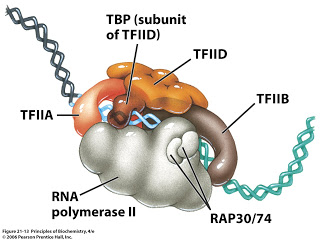 TBP (subunit
of TFIID)
TFIID
TFIIA
TFIIB
RNA
polymerase II
RAP30/74
Figure 21-13 Principles of Biochemistry, 4/e
© 2006 Pearson Prentice Hall, Inc.